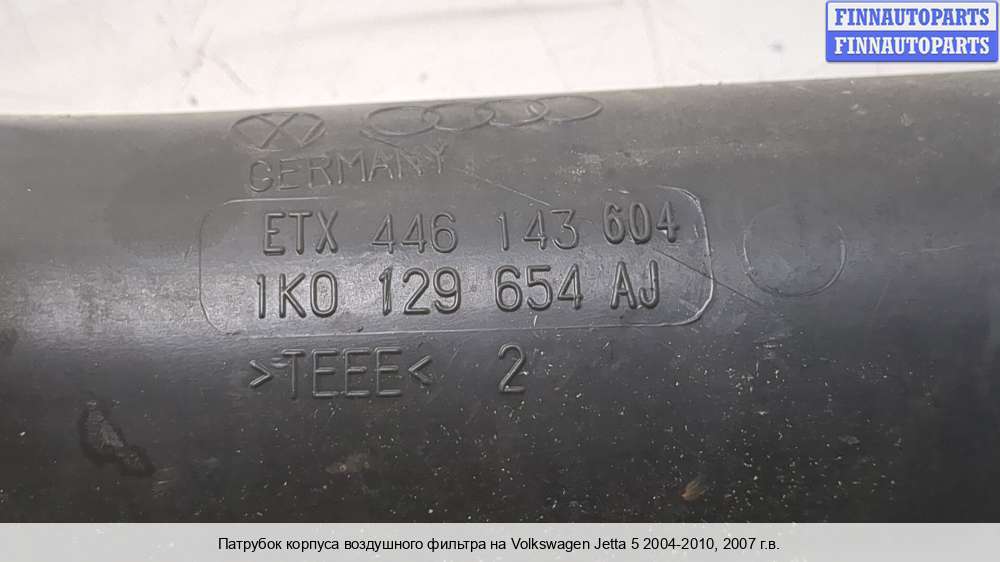 FINNAUTOPARTS
FINNAUTOPARTS
GERMANY
ETX 446 143 604
1K0 129 654 AJ
>TEEE< 2
Патрубок корпуса воздушного фильтра на Volkswagen Jetta 5 2004-2010, 2007 г.в.